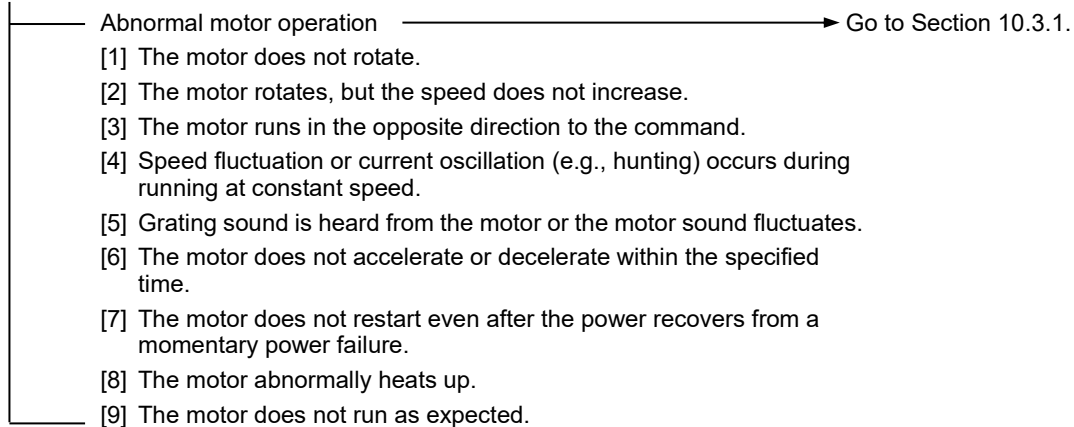 Abnormal motor operation Go to Section 10.3.1.
[1] The motor does not rotate.
[2] The motor rotates, but the speed does not increase.
[3] The motor runs in the opposite direction to the command.
[4] Speed fluctuation or current oscillation (e.g., hunting) occurs during
running at constant speed.
[5] Grating sound is heard from the motor or the motor sound fluctuates.
[6] The motor does not accelerate or decelerate within the specified
time.
[7] The motor does not restart even after the power recovers from a
momentary power failure.
[8] The motor abnormally heats up.
[9] The motor does not run as expected.